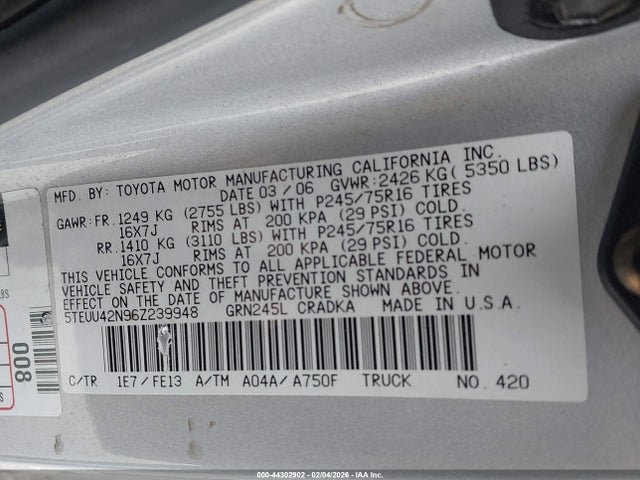 MFD. BY: TOYOTA MOTOR MANUFACTURING CALIFORNIA INC.
DATE 03 / 06 GVWR:2426 KG( 5350 LBS)
GAWR:FR.1249 KG (2755 LBS) WITH P245/75R16 TIRES
16X7J RIMS AT 200 KPA (29 PSI) COLD.
RR.1410 KG (3110 LBS) WITH P245/75R16 TIRES
16X7J RIMS AT 200 KPA (29 PSI) COLD.
THIS VEHICLE CONFORMS TO ALL APPLICABLE FEDERAL MOTOR
VEHICLE SAFETY AND THEFT PREVENTION STANDARDS IN
EFFECT ON THE DATE OF MANUFACTURE SHOWN ABOVE.
5TEUU42N96Z239948 GRN245L CRADKA MADE IN U.S.A.
C/TR 1E7 / FE13 A/TM A04A/ A750F TRUCK NO. 420
800
000-44302902 - 02/04/2026 - IAA Inc.